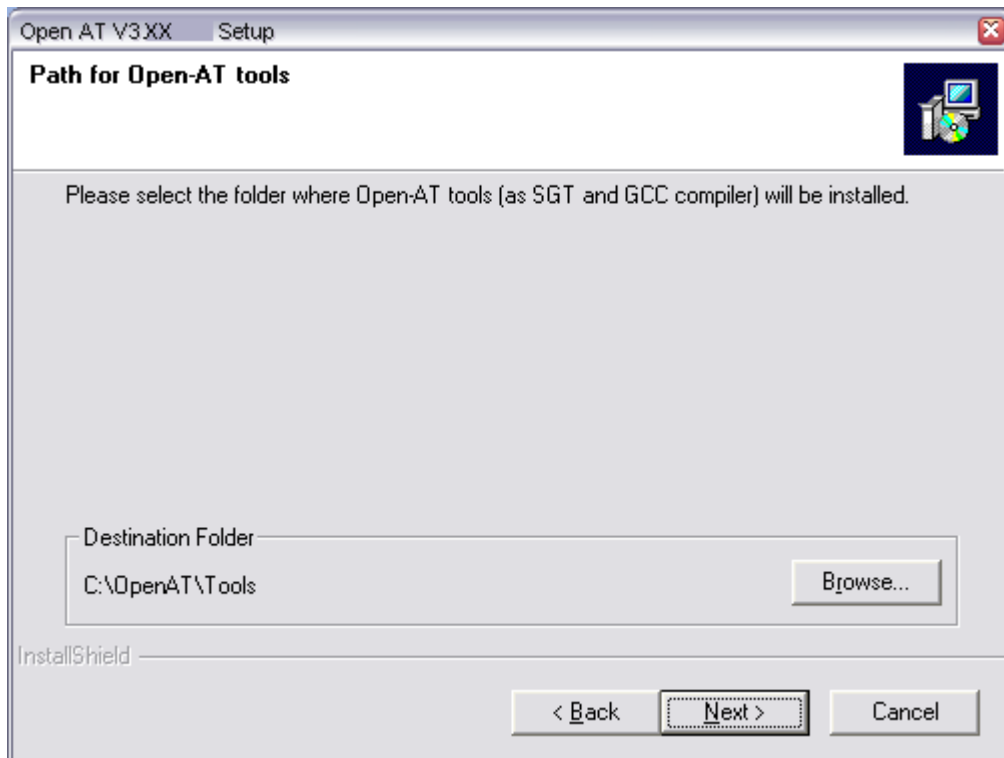 Open AT V3.XX Setup
Path for Open-AT tools
Please select the folder where Open-AT tools (as SGT and GCC compiler) will be installed.
Destination Folder
C:\OpenAT\Tools
Browse...
InstallShield
< Back
Next >
Cancel